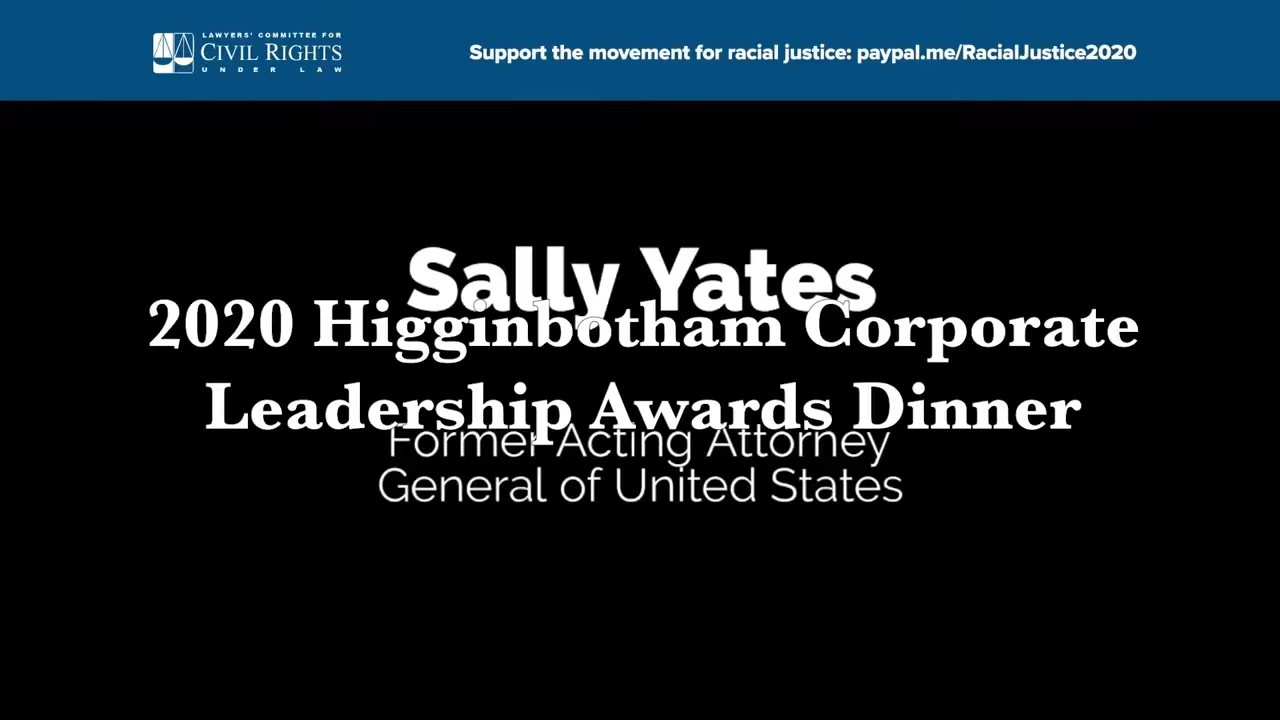 LAWYERS' COMMITTEE FOR
CIVIL RIGHTS
UNDER LAW
Support the movement for racial justice: paypal.me/RacialJustice2020
Sally Yates
2020 Higginbotham Corporate
Leadership Awards Dinner
Former Acting Attorney
General of United States